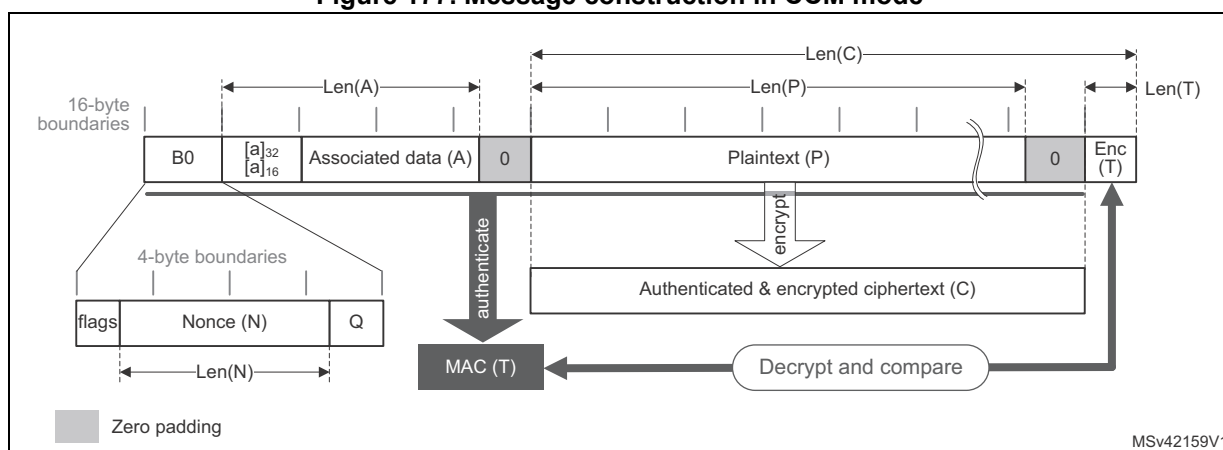 Figure 177. Message construction in CCM mode
Len(C)
Len(A)
Len(P)
Len(T)
16-byte
boundaries
B0
[a]32
[a]16
Associated data (A)
0
Plaintext (P)
0
Enc
(T)
authenticate
encrypt
4-byte boundaries
Authenticated & encrypted ciphertext (C)
flags
Nonce (N)
Q
Len(N)
MAC (T)
Decrypt and compare
Zero padding
MSv42159V1